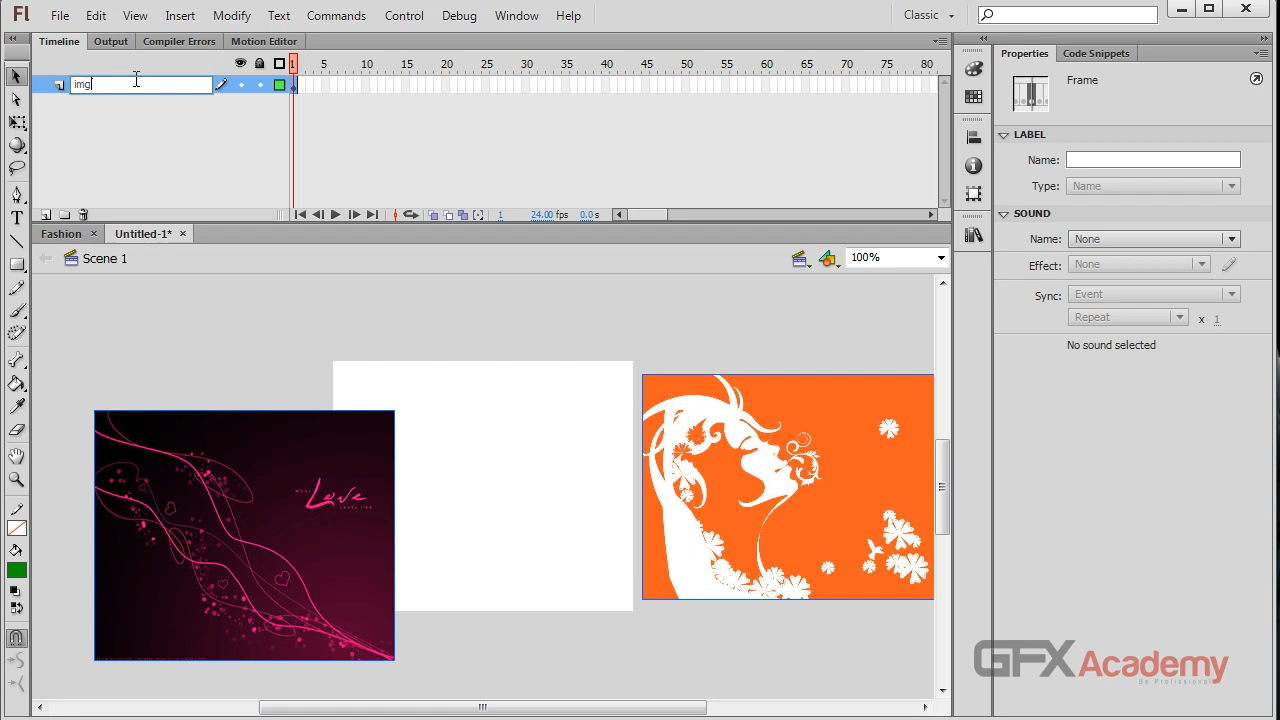 Fl File Edit View Insert Modify Text Commands Control Debug Window Help Classic
Timeline Output Compiler Errors Motion Editor
Properties Code Snippets
1 5 10 15 20 25 30 35 40 45 50 55 60 65 70 75 80
img
Frame
LABEL
Name:
Type: Name
SOUND
1 24.00 fps 0.0 s
Fashion Untitled-1*
Name: None
Scene 1
100%
Effect: None
Sync: Event
Repeat x 1
No sound selected
Love
GFX Academy
Be Professional